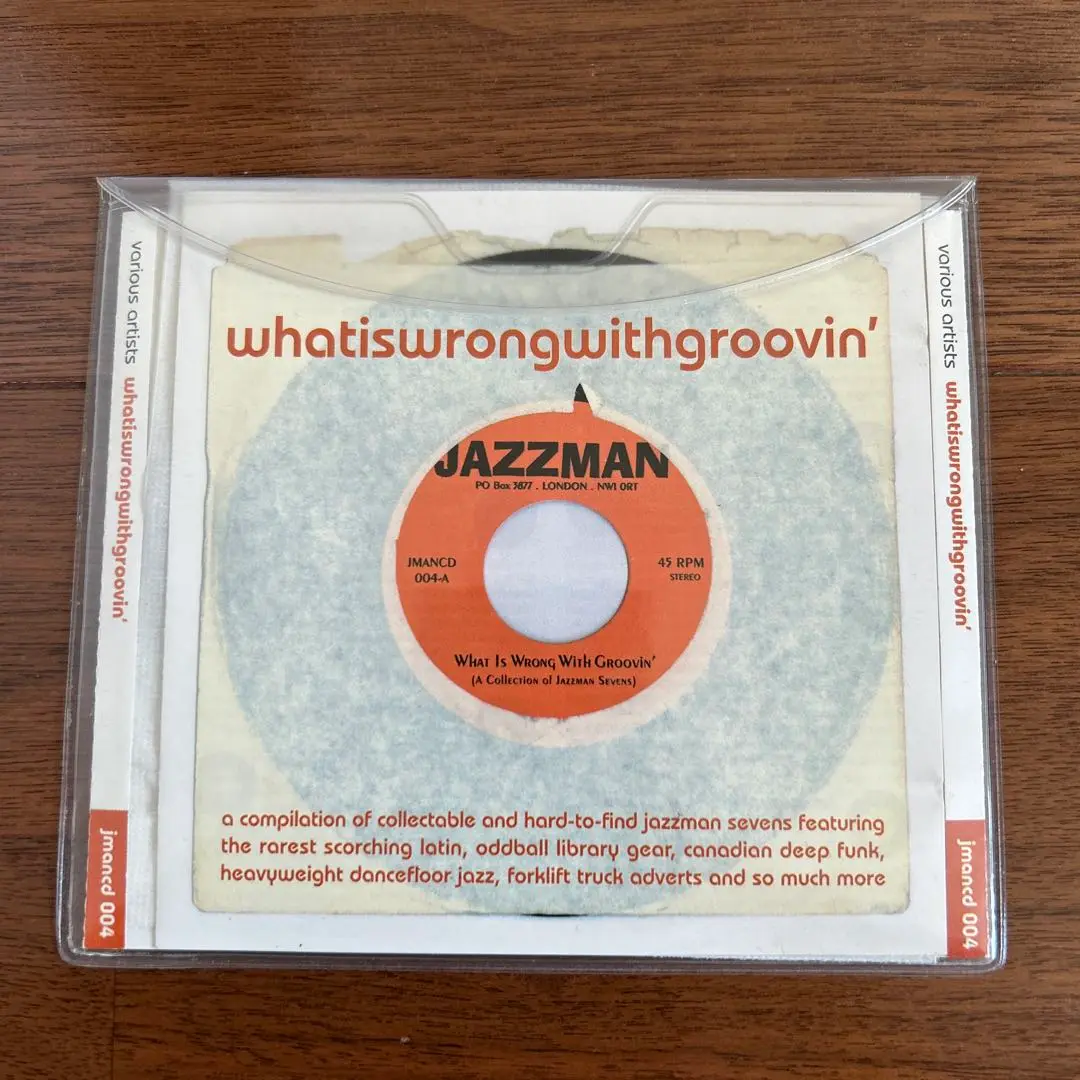 whatiswrongwithgroovin'
JAZZMAN
PO Box 3677 . LONDON . NW1 0RT
JMANCD
004-A
45 RPM
STEREO
What Is Wrong With Groovin'
(A Collection of Jazzman Sevens)
a compilation of collectable and hard-to-find jazzman sevens featuring
the rarest scorching latin, oddball library gear, canadian deep funk,
heavyweight dancefloor jazz, forklift truck adverts and so much more
various artists whatiswrongwithgroovin' jmancd 004
various artists whatiswrongwithgroovin' jmancd 004